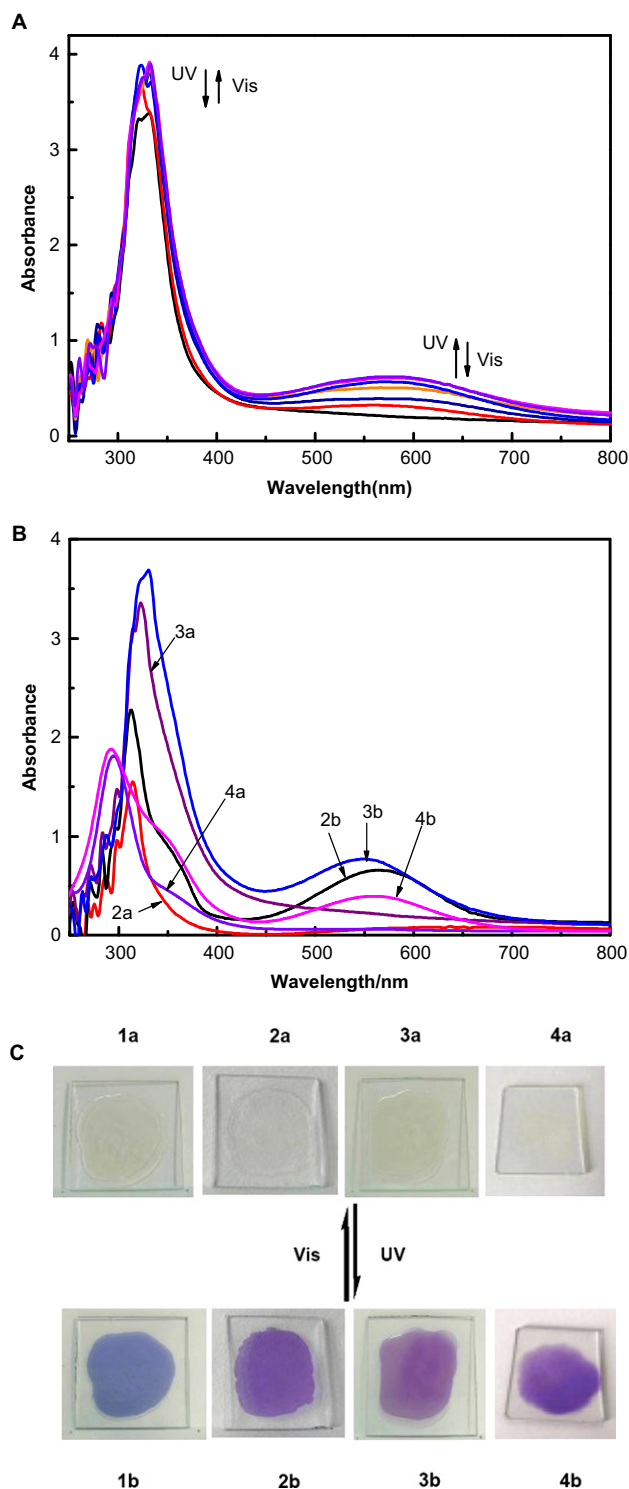 A
4
UV
Vis
3
2
Absorbance
1
UV
Vis
0
300 400 500 600 700 800
Wavelength(nm)
B
4
3a
3
2
Absorbance
4a
2b
3b
4b
1
2a
0
300 400 500 600 700 800
Wavelength/nm
1a 2a 3a 4a
C
Vis UV
1b 2b 3b 4b